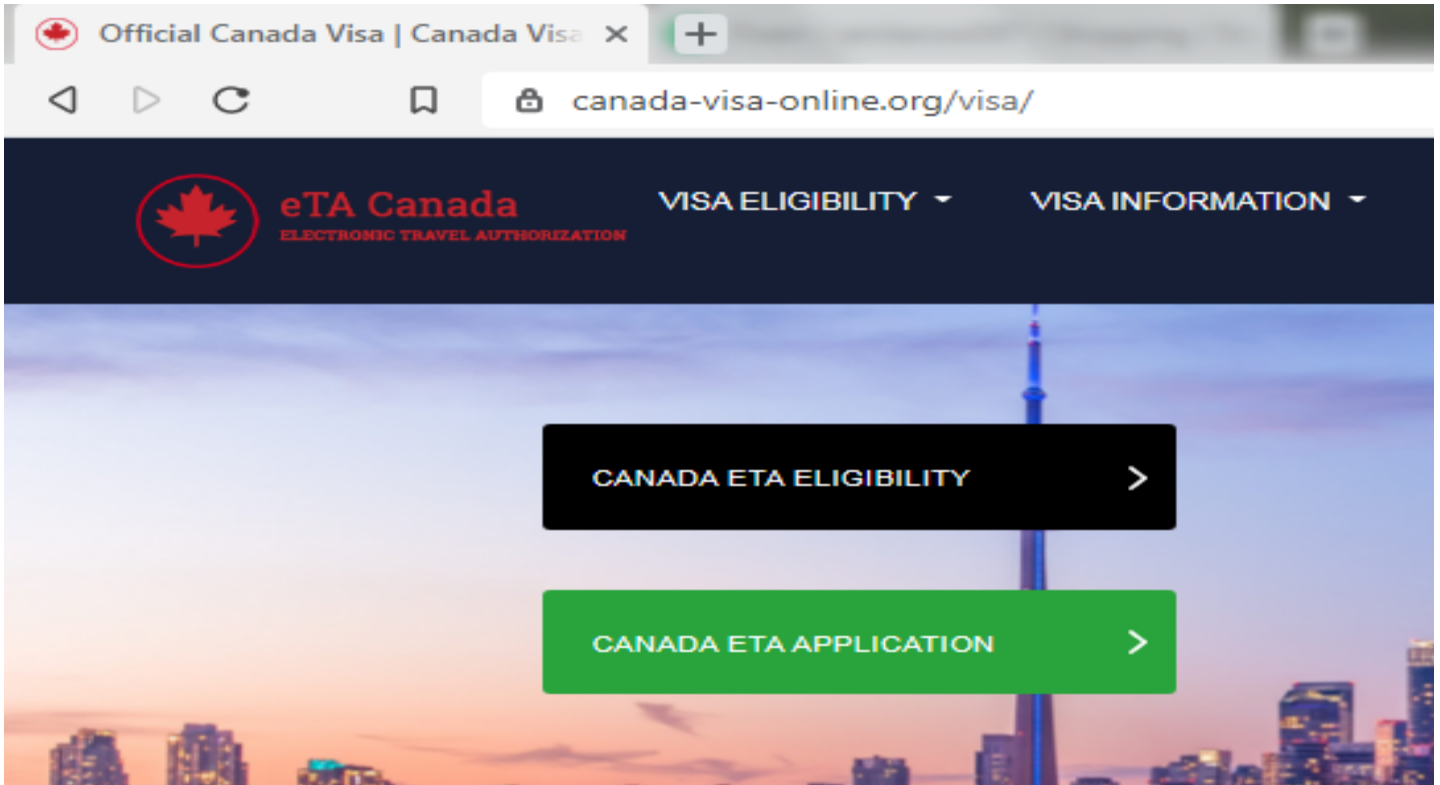 Official Canada Visa | Canada Visa
canada-visa-online.org/visa/
eTA Canada
ELECTRONIC TRAVEL AUTHORIZATION
VISA ELIGIBILITY
VISA INFORMATION
CANADA ETA ELIGIBILITY
CANADA ETA APPLICATION